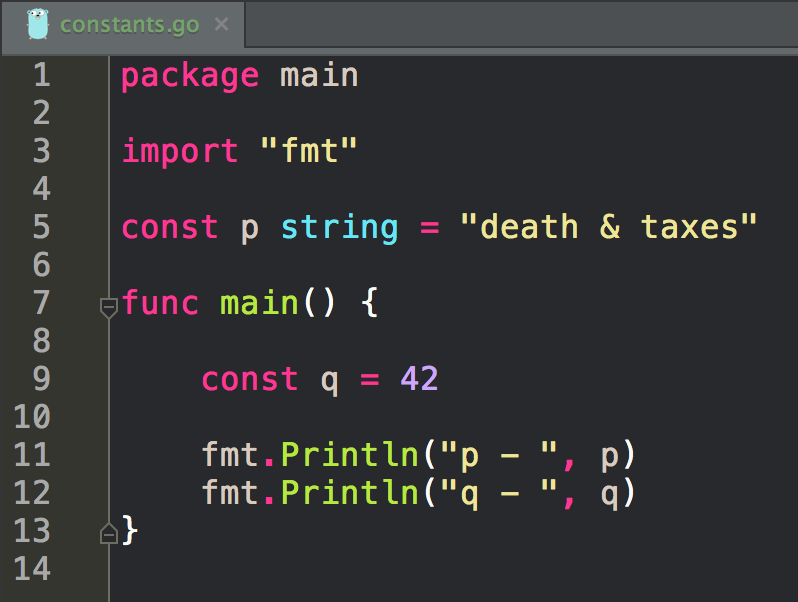 constants.go ×
1 package main
2
3 import "fmt"
4
5 const p string = "death & taxes"
6
7 func main() {
8
9     const q = 42
10
11     fmt.Println("p - ", p)
12     fmt.Println("q - ", q)
13 }
14